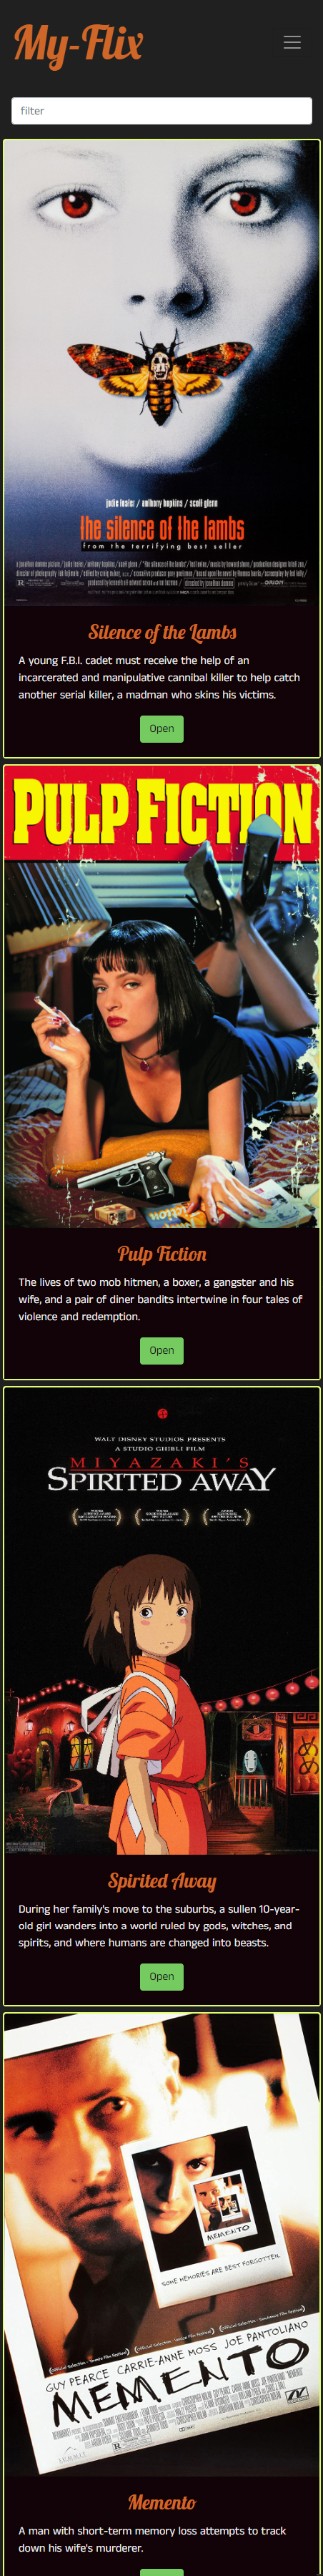 My-Flix
filter
jodie foster / anthony hopkins / scott glenn
the silence of the lambs
from the terrifying best seller
Silence of the Lambs
A young F.B.I. cadet must receive the help of an
incarcerated and manipulative cannibal killer to help catch
another serial killer, a madman who skins his victims.
Open
PULP FICTION
Pulp Fiction
The lives of two mob hitmen, a boxer, a gangster and his
wife, and a pair of diner bandits intertwine in four tales of
violence and redemption.
Open
WALT DISNEY STUDIOS PRESENTS
A STUDIO GHIBLI FILM
MIYAZAKI'S
SPIRITED AWAY
Spirited Away
During her family's move to the suburbs, a sullen 10-year-
old girl wanders into a world ruled by gods, witches, and
spirits, and where humans are changed into beasts.
Open
MEMENTO
SOME MEMORIES ARE BEST FORGOTTEN.
GUY PEARCE CARRIE-ANNE MOSS JOE PANTOLIANO
MEMENTO
Memento
A man with short-term memory loss attempts to track
down his wife's murderer.